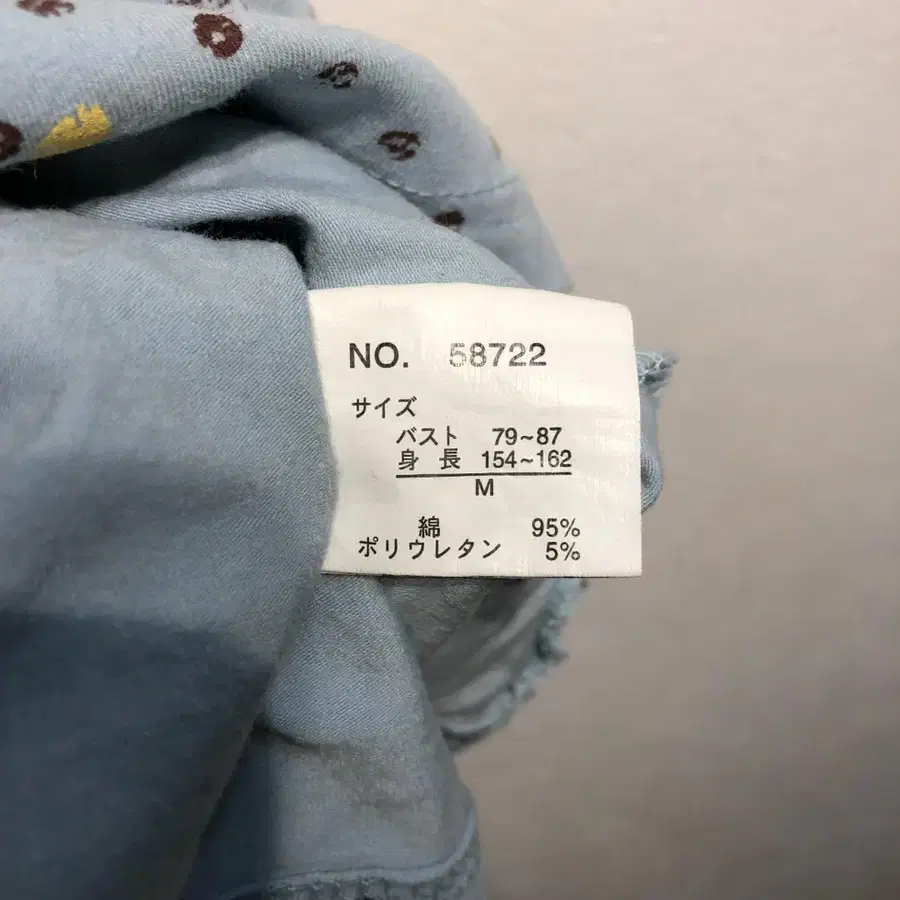 NO. 58722
サイズ
バスト 79~87
身長 154~162
M
綿 95%
ポリウレタン 5%